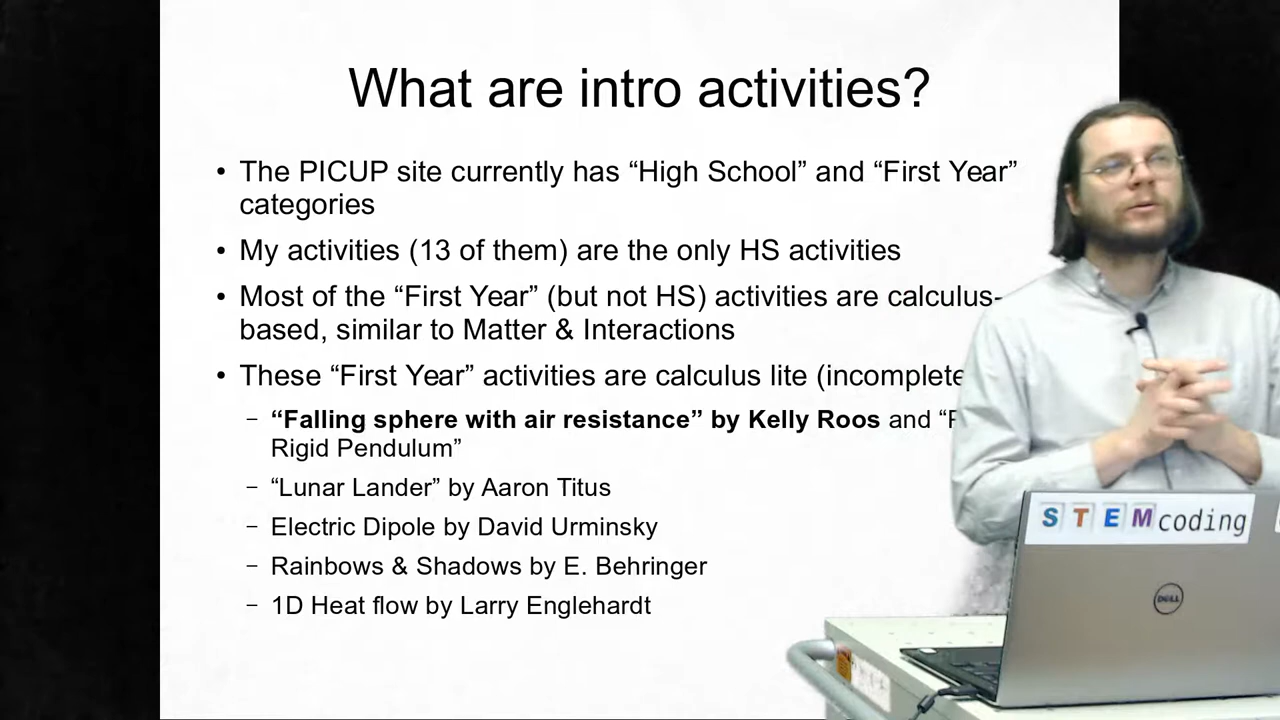 What are intro activities?
• The PICUP site currently has “High School” and “First Year”
categories
• My activities (13 of them) are the only HS activities
• Most of the “First Year” (but not HS) activities are calculus-
based, similar to Matter & Interactions
• These “First Year” activities are calculus lite (incomplete
– “Falling sphere with air resistance” by Kelly Roos and
Rigid Pendulum”
– “Lunar Lander” by Aaron Titus
– Electric Dipole by David Urminsky
– Rainbows & Shadows by E. Behringer
– 1D Heat flow by Larry Englehardt
STEMcoding
DELL